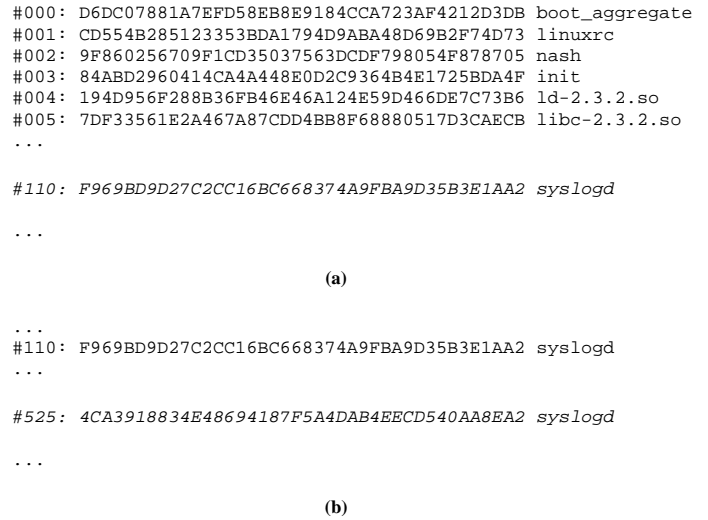 #000: D6DC07881A7EFD58EB8E9184CCA723AF4212D3DB boot_aggregate
#001: CD554B285123353BDA1794D9ABA48D69B2F74D73 linuxrc
#002: 9F860256709F1CD35037563DCDF798054F878705 nash
#003: 84ABD2960414CA4A448E0D2C9364B4E1725BDA4F init
#004: 194D956F288B36FB46E46A124E59D466DE7C73B6 ld-2.3.2.so
#005: 7DF33561E2A467A87CDD4BB8F68880517D3CAECB libc-2.3.2.so
...
#110: F969BD9D27C2CC16BC668374A9FBA9D35B3E1AA2 syslogd
...
(a)
...
#110: F969BD9D27C2CC16BC668374A9FBA9D35B3E1AA2 syslogd
...
#525: 4CA3918834E48694187F5A4DAB4EECD540AA8EA2 syslogd
...
(b)